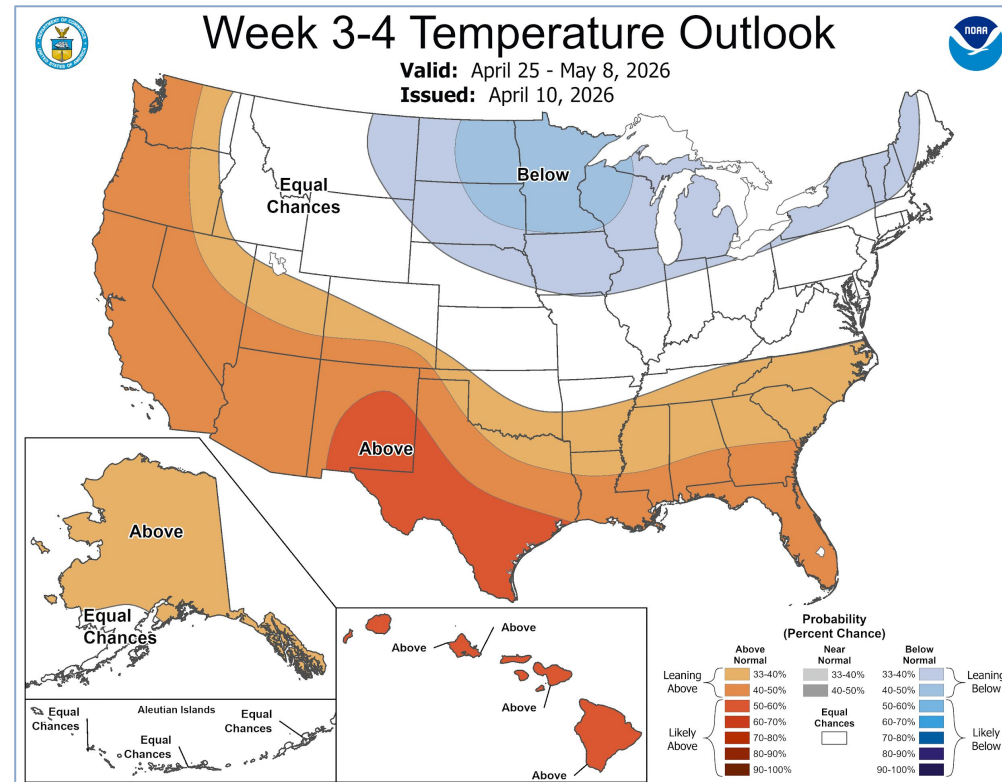 Week 3-4 Temperature Outlook
Valid: April 25 - May 8, 2026
Issued: April 10, 2026
NOAA
Equal
Chances
Below
Above
Above
Equal
Chances
Aleutian Islands
Equal
Chances
Equal
Chances
Equal
Chances
Above
Above
Above
Above
Probability
(Percent Chance)
Above
Normal
Near
Normal
Below
Normal
Leaning
Above
33-40%
40-50%
Likely
Above
50-60%
60-70%
70-80%
80-90%
90-100%
33-40%
40-50%
Equal
Chances
33-40%
40-50%
Leaning
Below
50-60%
60-70%
70-80%
80-90%
90-100%
Likely
Below